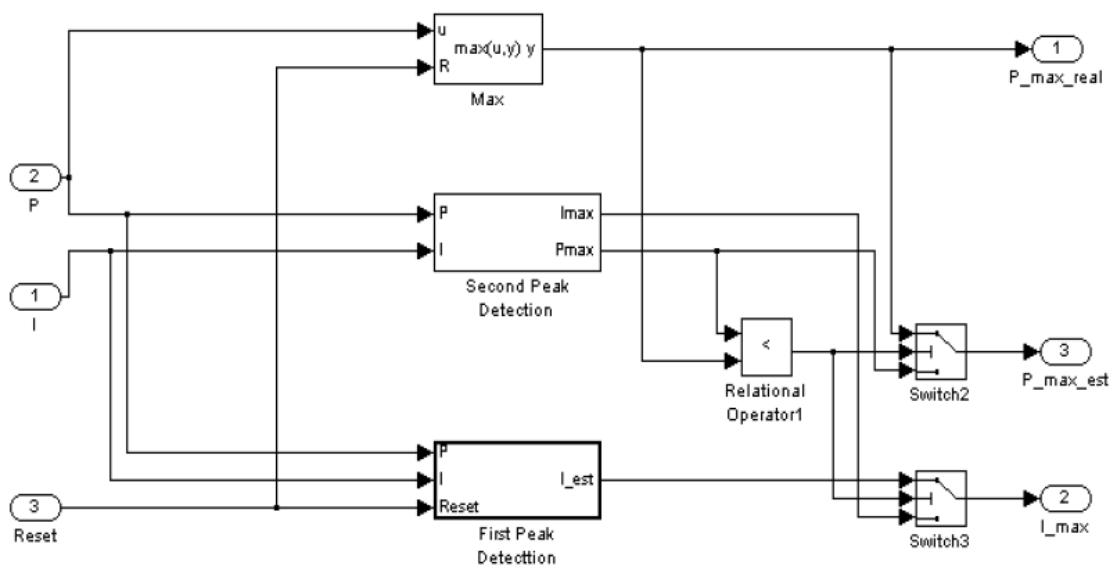 u
max(u,y) y
R
Max
1
P_max_real
2
P
P
I
Imax
Pmax
Second Peak
Detection
1
I
<
Relational
Operator1
Switch2
3
P_max_est
P
I
Reset
I_est
First Peak
Detecttion
3
Reset
Switch3
2
I_max